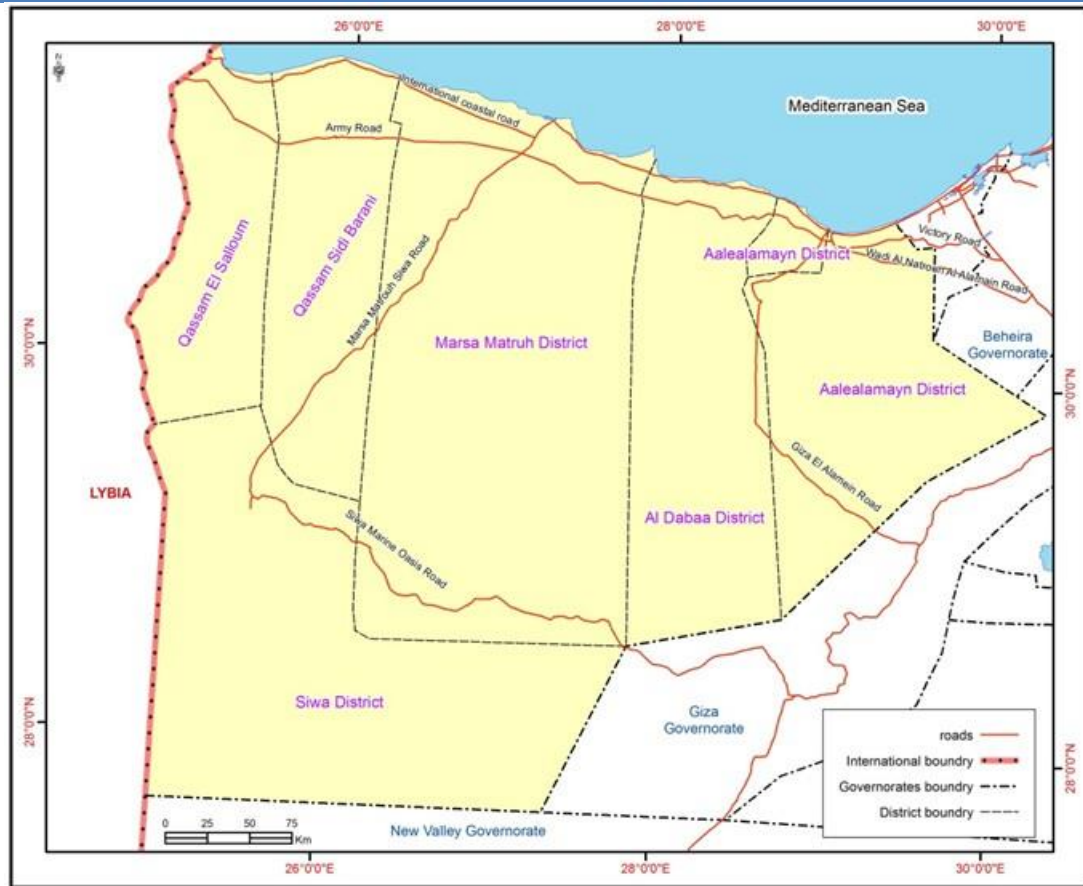 26°0'0"E
28°0'0"E
30°0'0"E
Mediterranean Sea
International coastal road
Army Road
Victory Road
Wadi Al Natroun Al Alamain Road
Aalealamayn District
Qassam El Salloum
Qassam Sidi Barani
Marsa Matrouh Siwa Road
30°0'0"N
Marsa Matruh District
Beheira
Governorate
Aalealamayn District
30°0'0"N
LYBIA
Giza El Alamein Road
Al Dabaa District
Siwa Marine Oasis Road
Siwa District
28°0'0"N
Giza
Governorate
28°0'0"N
roads
International boundry
Governorates boundry
District boundry
0 25 50 75
Km
New Valley Governorate
26°0'0"E
28°0'0"E
30°0'0"E